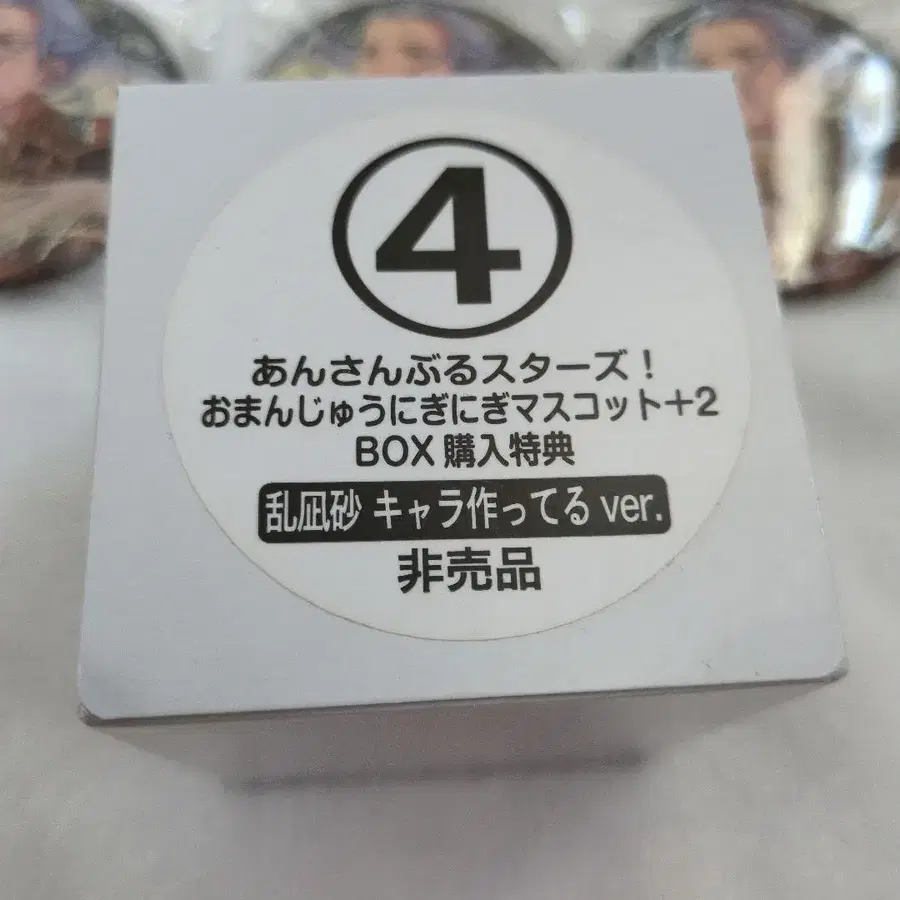 ④
あんさんぶるスターズ！
おまんじゅうにぎにぎマスコット+2
BOX 購入特典
乱凪砂 キャラ作ってる ver.
非売品